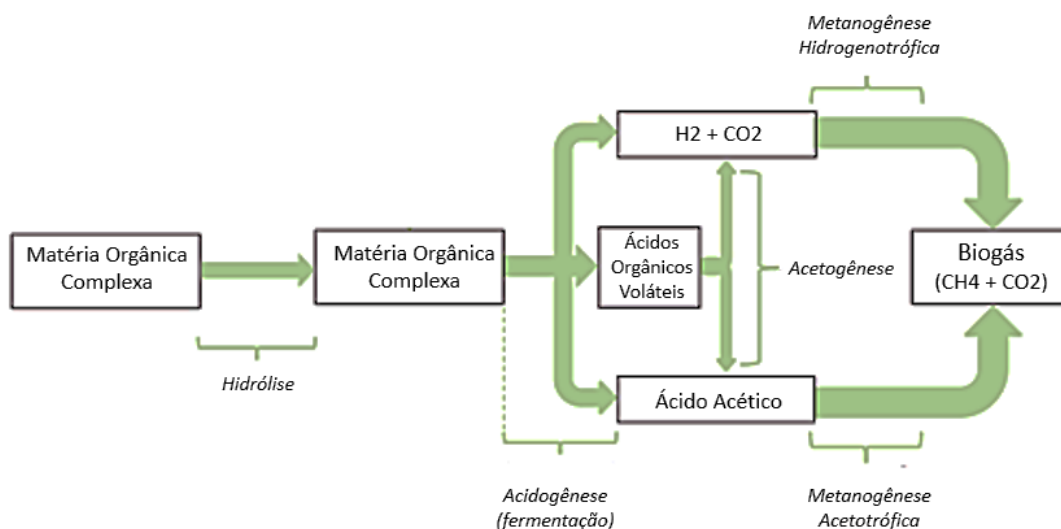 Metanogênese
Hidrogenotrófica
H2 + CO2
Matéria Orgânica
Complexa
Matéria Orgânica
Complexa
Ácidos
Orgânicos
Voláteis
Acetogênese
Biogás
(CH4 + CO2)
Hidrólise
Ácido Acético
Acidogênese
(fermentação)
Metanogênese
Acetotrófica